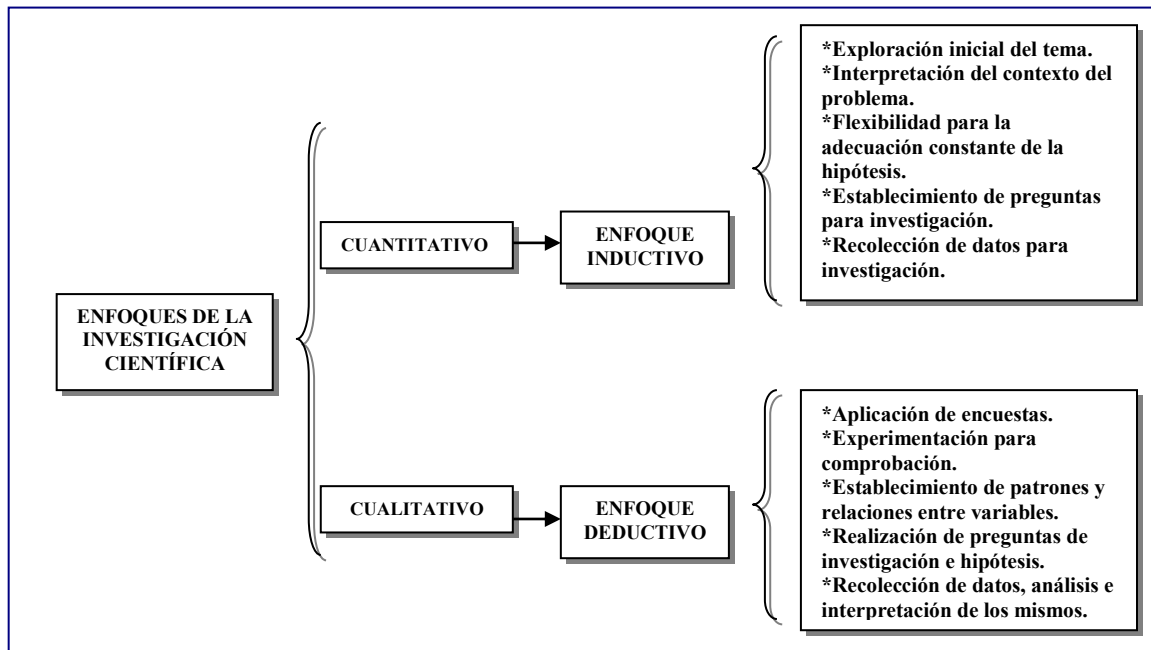 ENFOQUES DE LA
INVESTIGACIÓN
CIENTÍFICA
CUANTITATIVO
ENFOQUE
INDUCTIVO
*Exploración inicial del tema.
*Interpretación del contexto del
problema.
*Flexibilidad para la
adecuación constante de la
hipótesis.
*Establecimiento de preguntas
para investigación.
*Recolección de datos para
investigación.
CUALITATIVO
ENFOQUE
DEDUCTIVO
*Aplicación de encuestas.
*Experimentación para
comprobación.
*Establecimiento de patrones y
relaciones entre variables.
*Realización de preguntas de
investigación e hipótesis.
*Recolección de datos, análisis e
interpretación de los mismos.